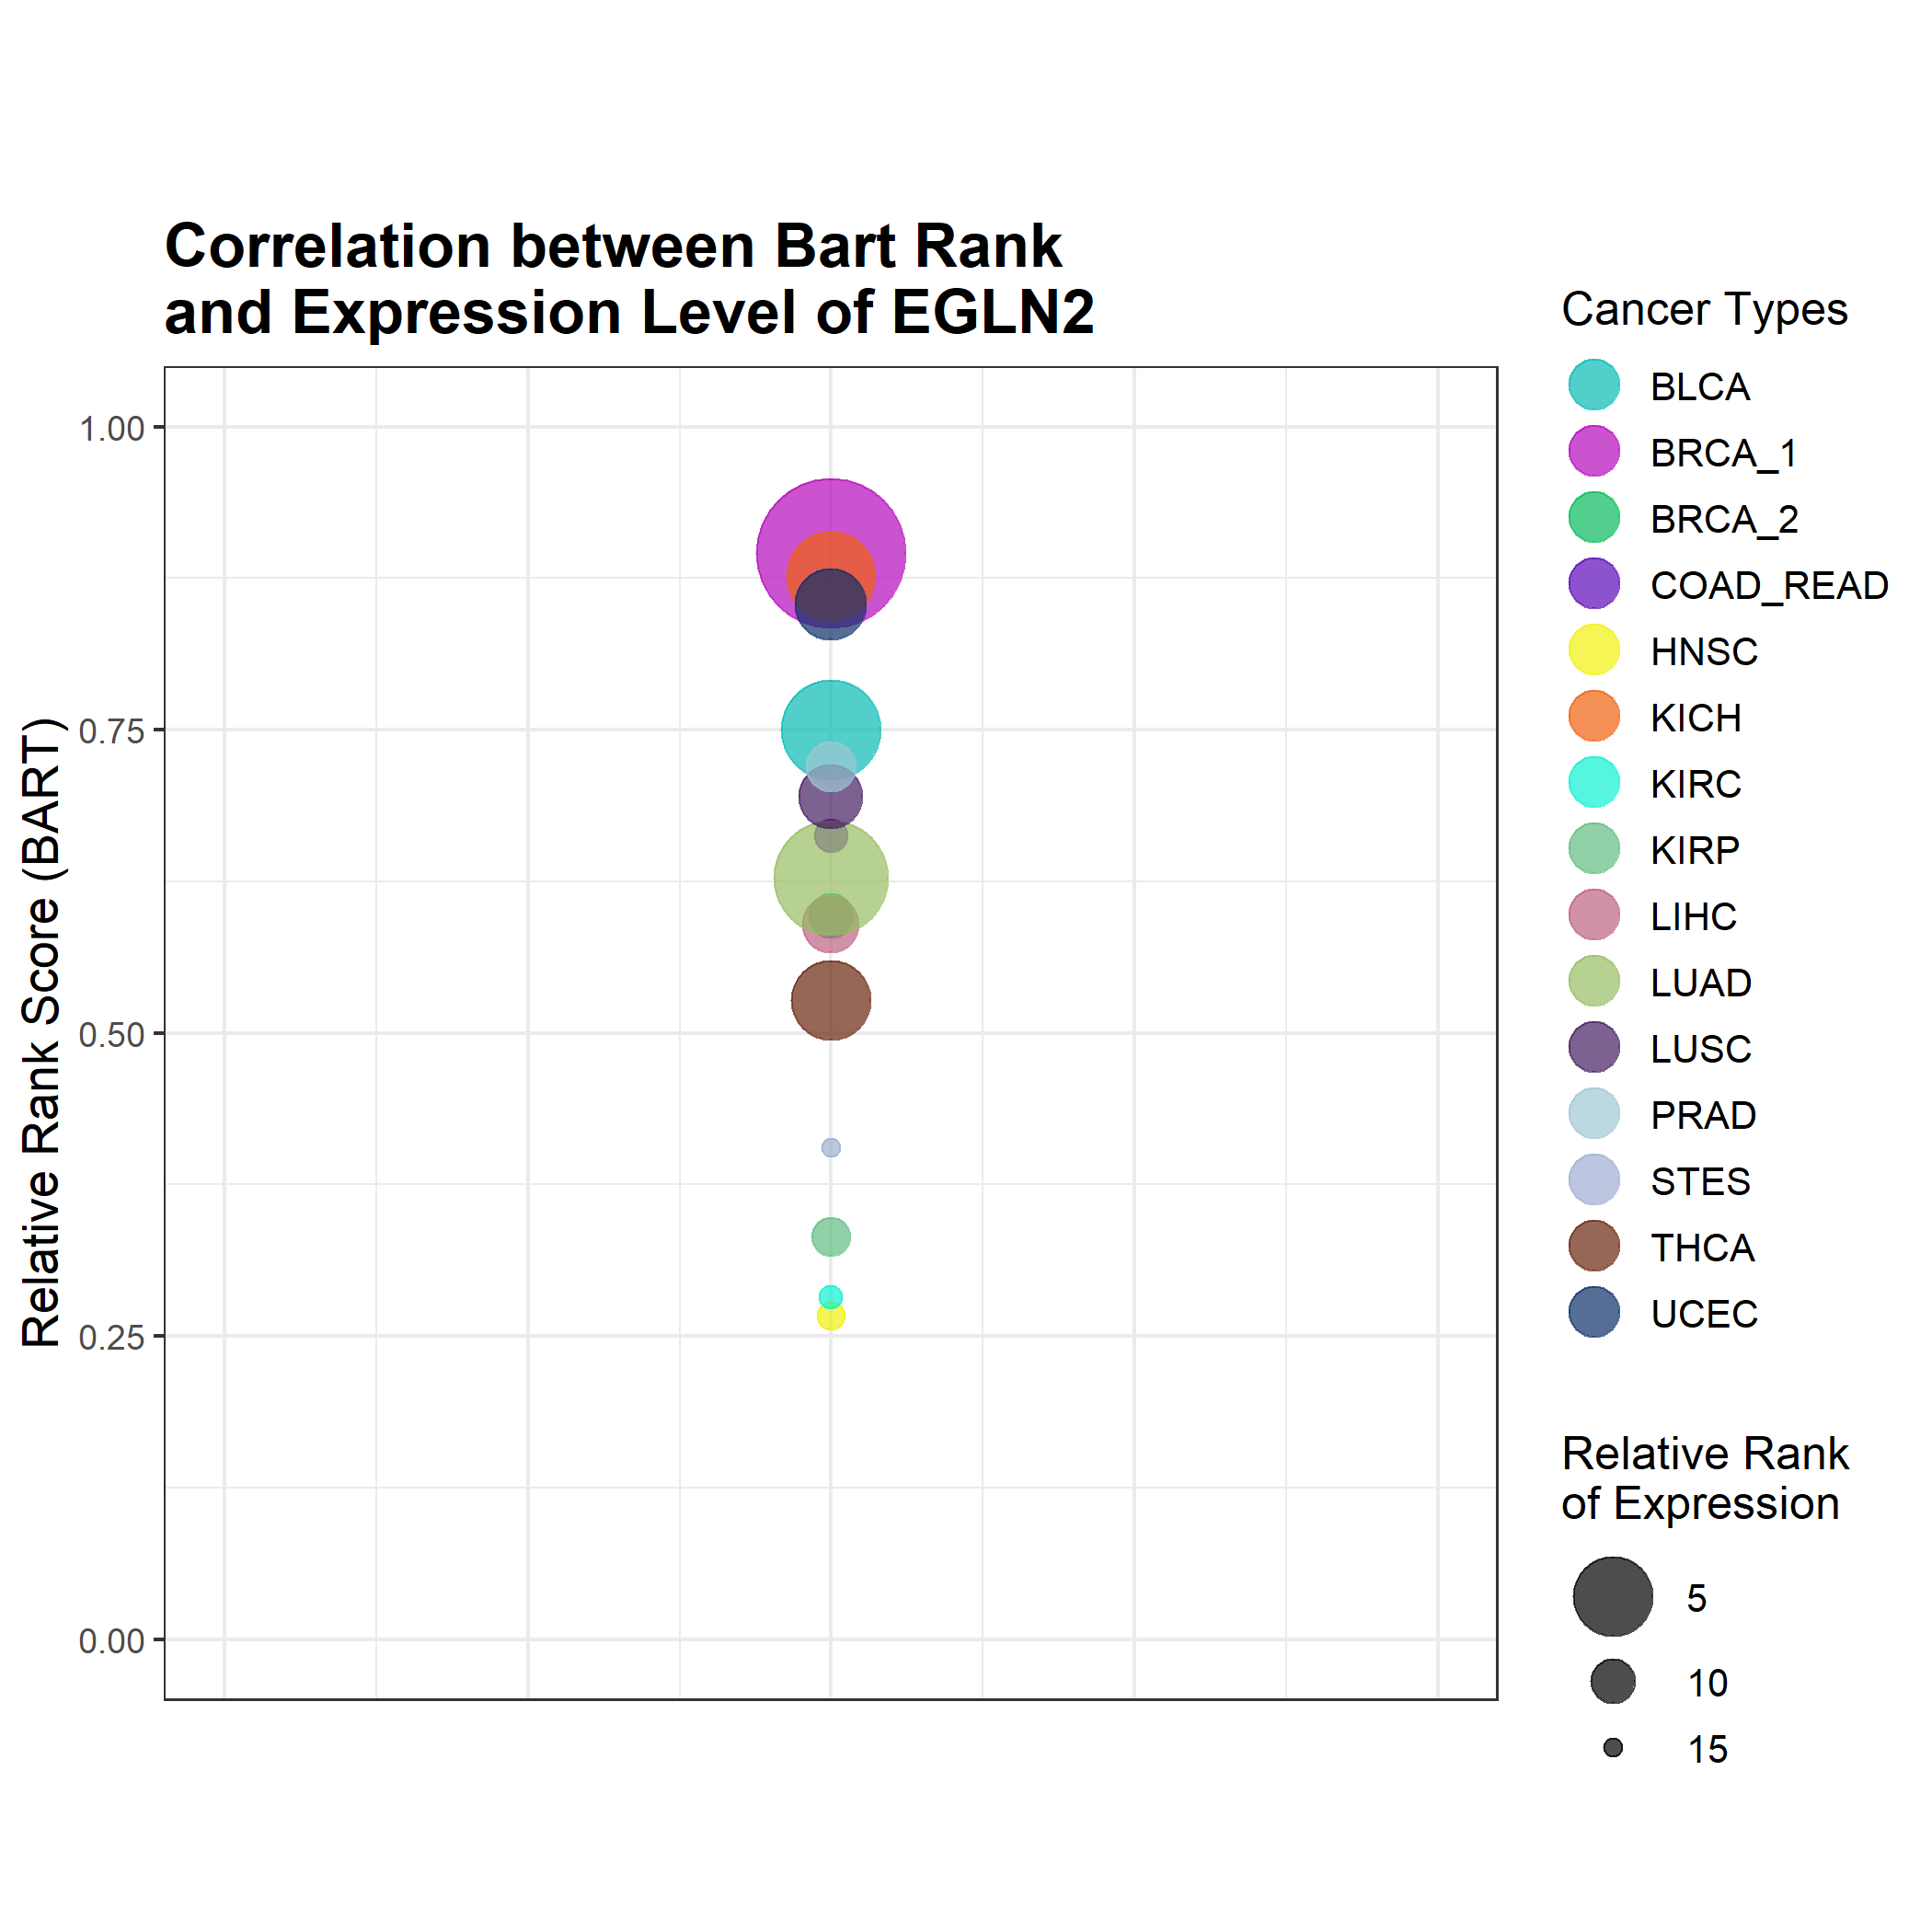 Correlation between Bart Rank
and Expression Level of EGLN2
Relative Rank Score (BART)
1.00
0.75
0.50
0.25
0.00
Cancer Types
BLCA
BRCA_1
BRCA_2
COAD_READ
HNSC
KICH
KIRC
KIRP
LIHC
LUAD
LUSC
PRAD
STES
THCA
UCEC
Relative Rank
of Expression
5
10
15